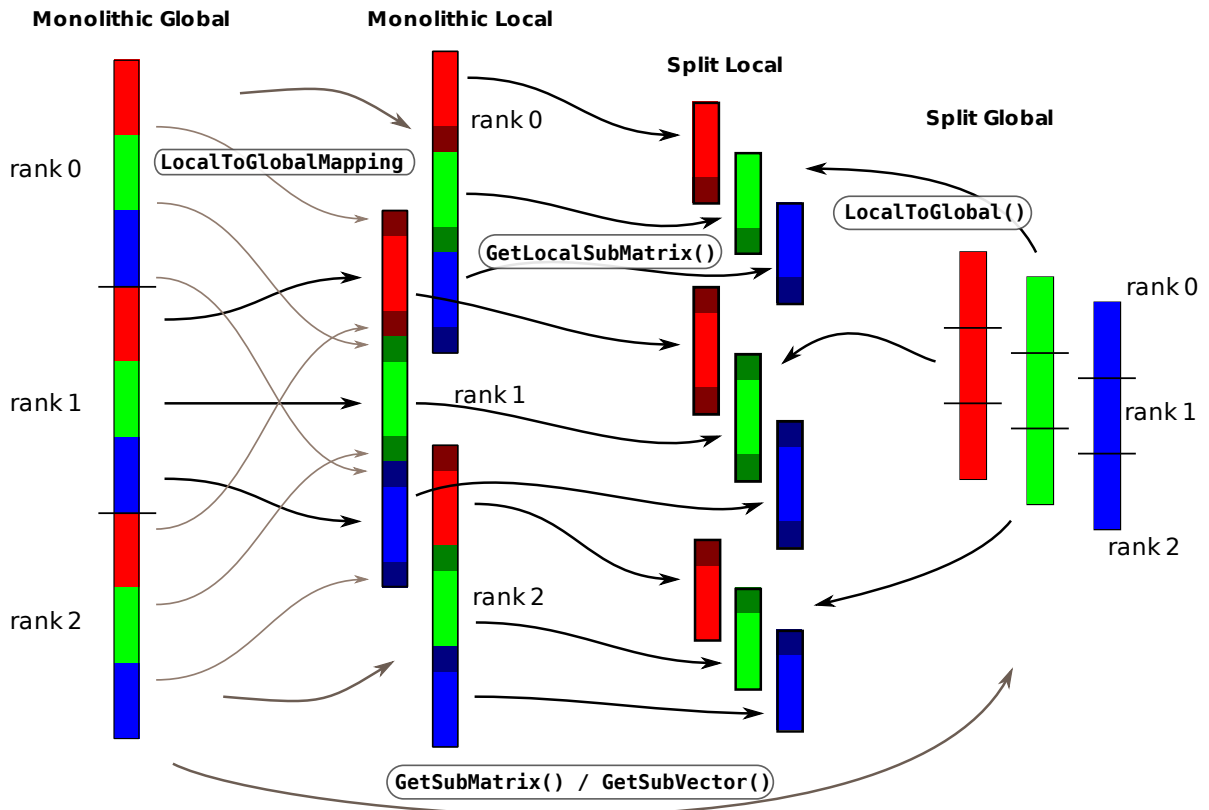 Monolithic Global
Monolithic Local
Split Local
Split Global
rank 0
LocalToGlobalMapping
rank 0
LocalToGlobal()
GetLocalSubMatrix()
rank 0
rank 1
rank 1
rank 1
rank 2
rank 2
rank 2
GetSubMatrix() / GetSubVector()